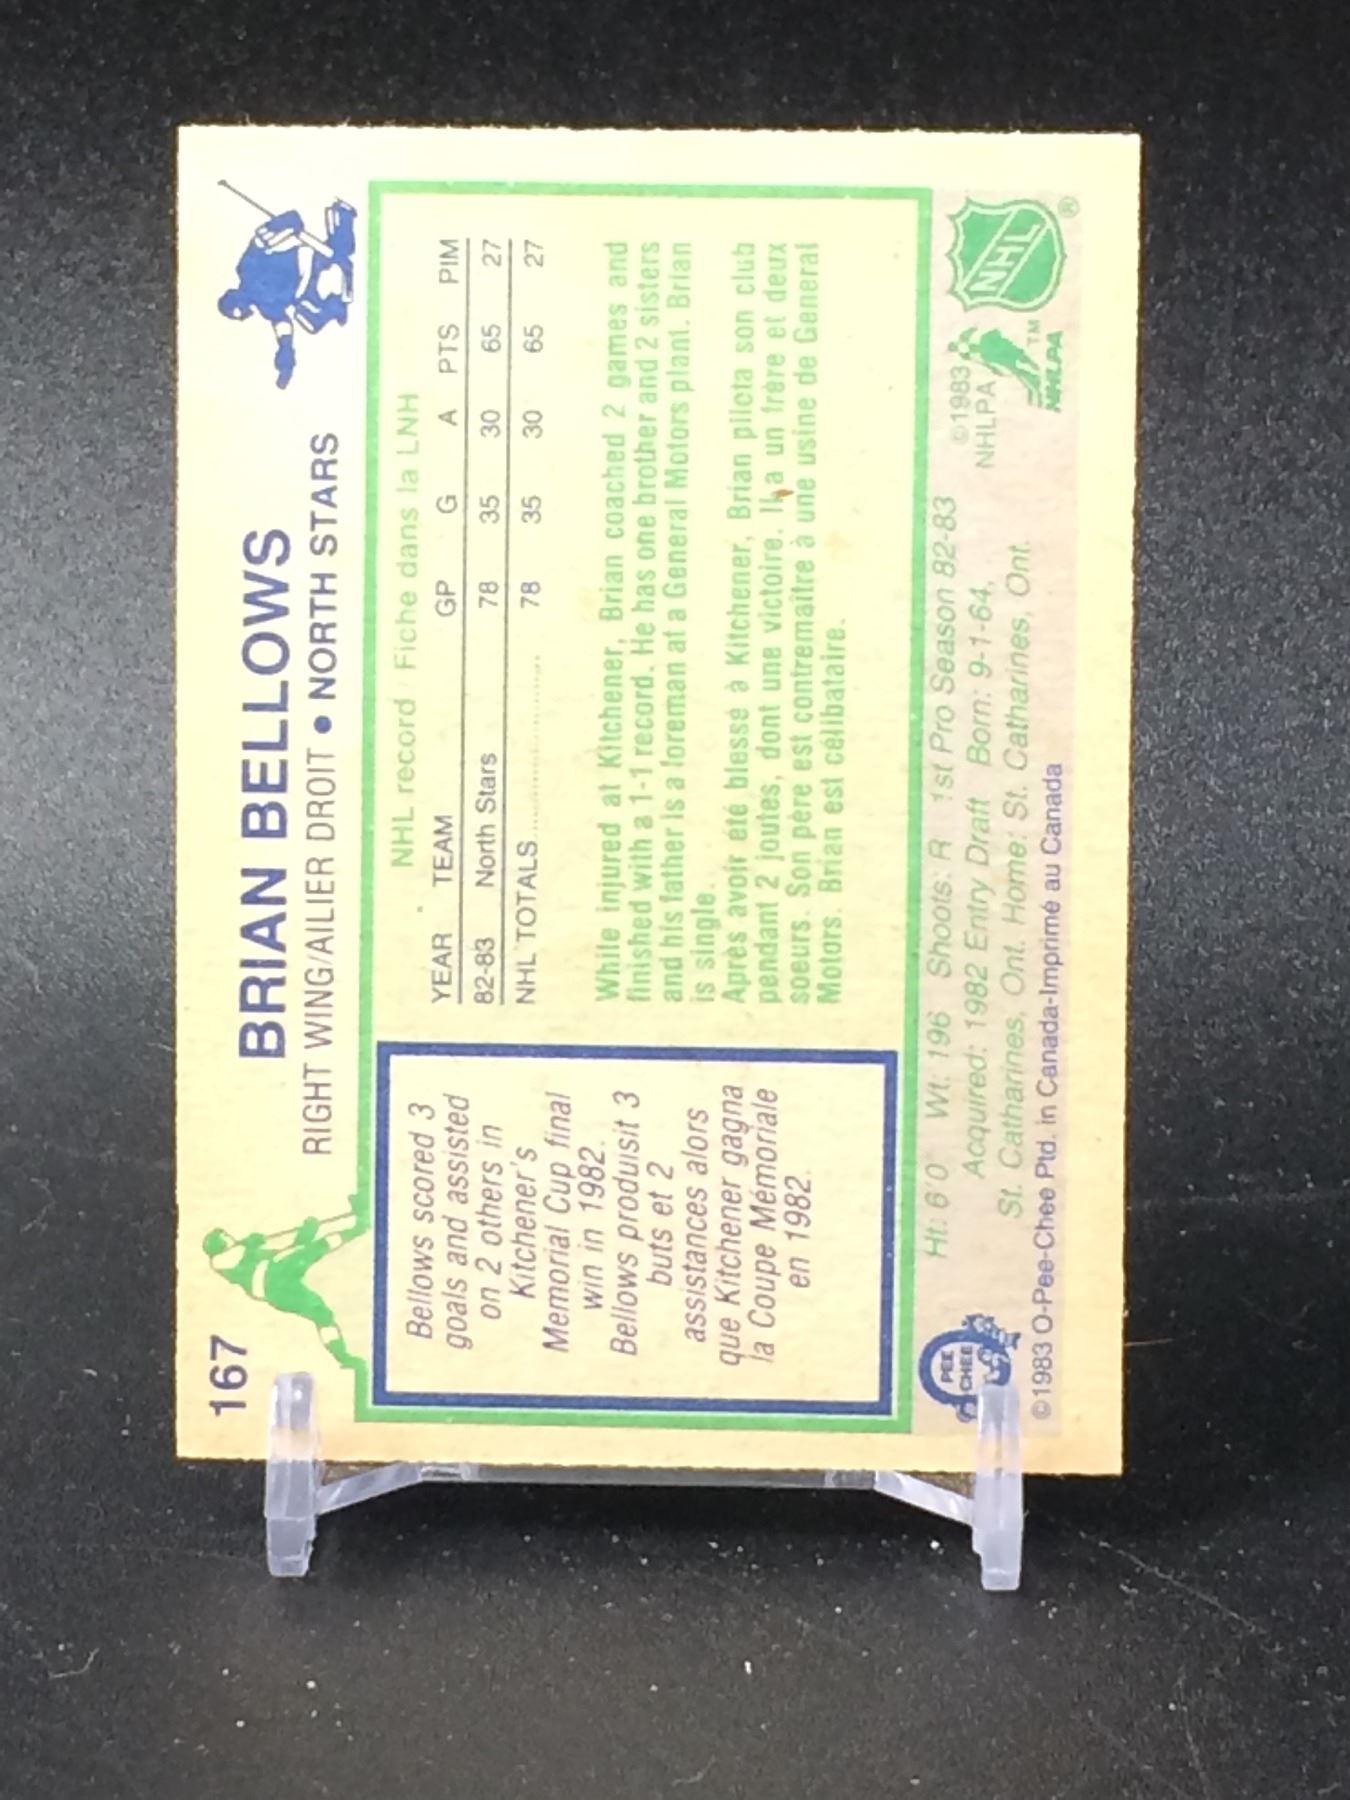 167
BRIAN BELLOWS
RIGHT WING/AILIER DROIT • NORTH STARS
Bellows scored 3
goals and assisted
on 2 others in
Kitchener's
Memorial Cup final
win in 1982.
Bellows produisit 3
buts et 2
assistances alors
que Kitchener gagna
la Coupe Mémoriale
en 1982.
NHL record / Fiche dans la LNH
YEAR TEAM GP G A PTS PIM
82-83 North Stars 78 35 30 65 27
NHL TOTALS 78 35 30 65 27
While injured at Kitchener, Brian coached 2 games and
finished with a 1-1 record. He has one brother and 2 sisters
and his father is a foreman at a General Motors plant. Brian
is single.
Après avoir été blessé à Kitchener, Brian pilota son club
pendant 2 joutes, dont une victoire. Il a un frère et deux
soeurs. Son père est contremaître à une usine de General
Motors. Brian est célibataire.
Ht: 6'0 Wt: 196 Shoots: R 1st Pro Season 82-83
Acquired: 1982 Entry Draft Born: 9-1-64,
St. Catharines, Ont. Home: St. Catharines, Ont.
©1983 O-Pee-Chee Ptd. in Canada-Imprimé au Canada
O
PEE
CHEE
©1983
NHLPA
NHLPA TM
NHL ®